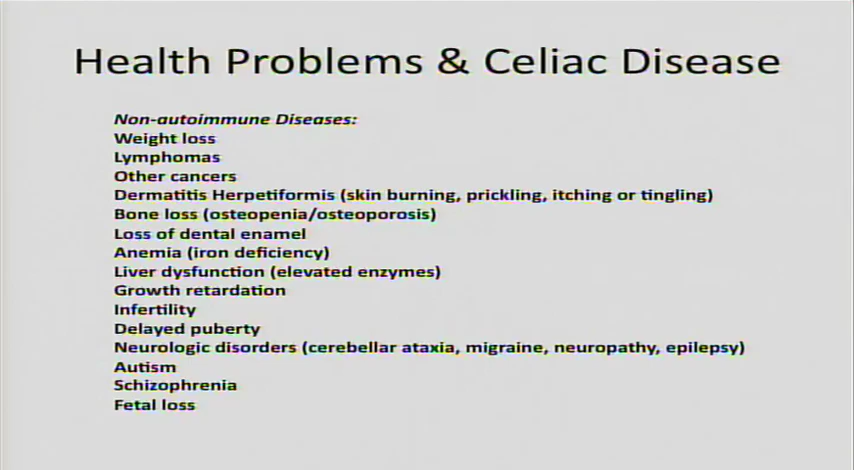 Health Problems & Celiac Disease
Non-autoimmune Diseases:
Weight loss
Lymphomas
Other cancers
Dermatitis Herpetiformis (skin burning, prickling, itching or tingling)
Bone loss (osteopenia/osteoporosis)
Loss of dental enamel
Anemia (iron deficiency)
Liver dysfunction (elevated enzymes)
Growth retardation
Infertility
Delayed puberty
Neurologic disorders (cerebellar ataxia, migraine, neuropathy, epilepsy)
Autism
Schizophrenia
Fetal loss